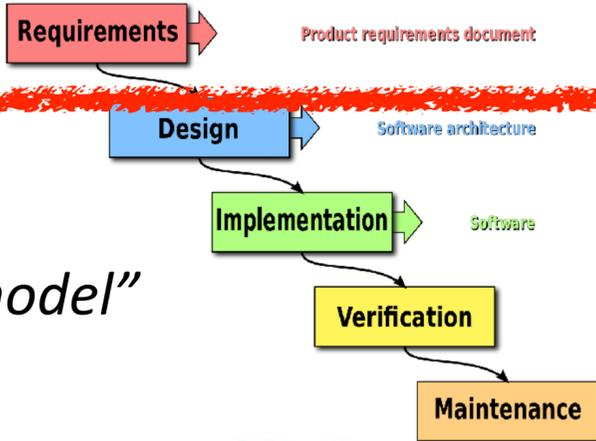 Requirements
Product requirements document
Design
Software architecture
Implementation
Software
odel”
Verification
Maintenance